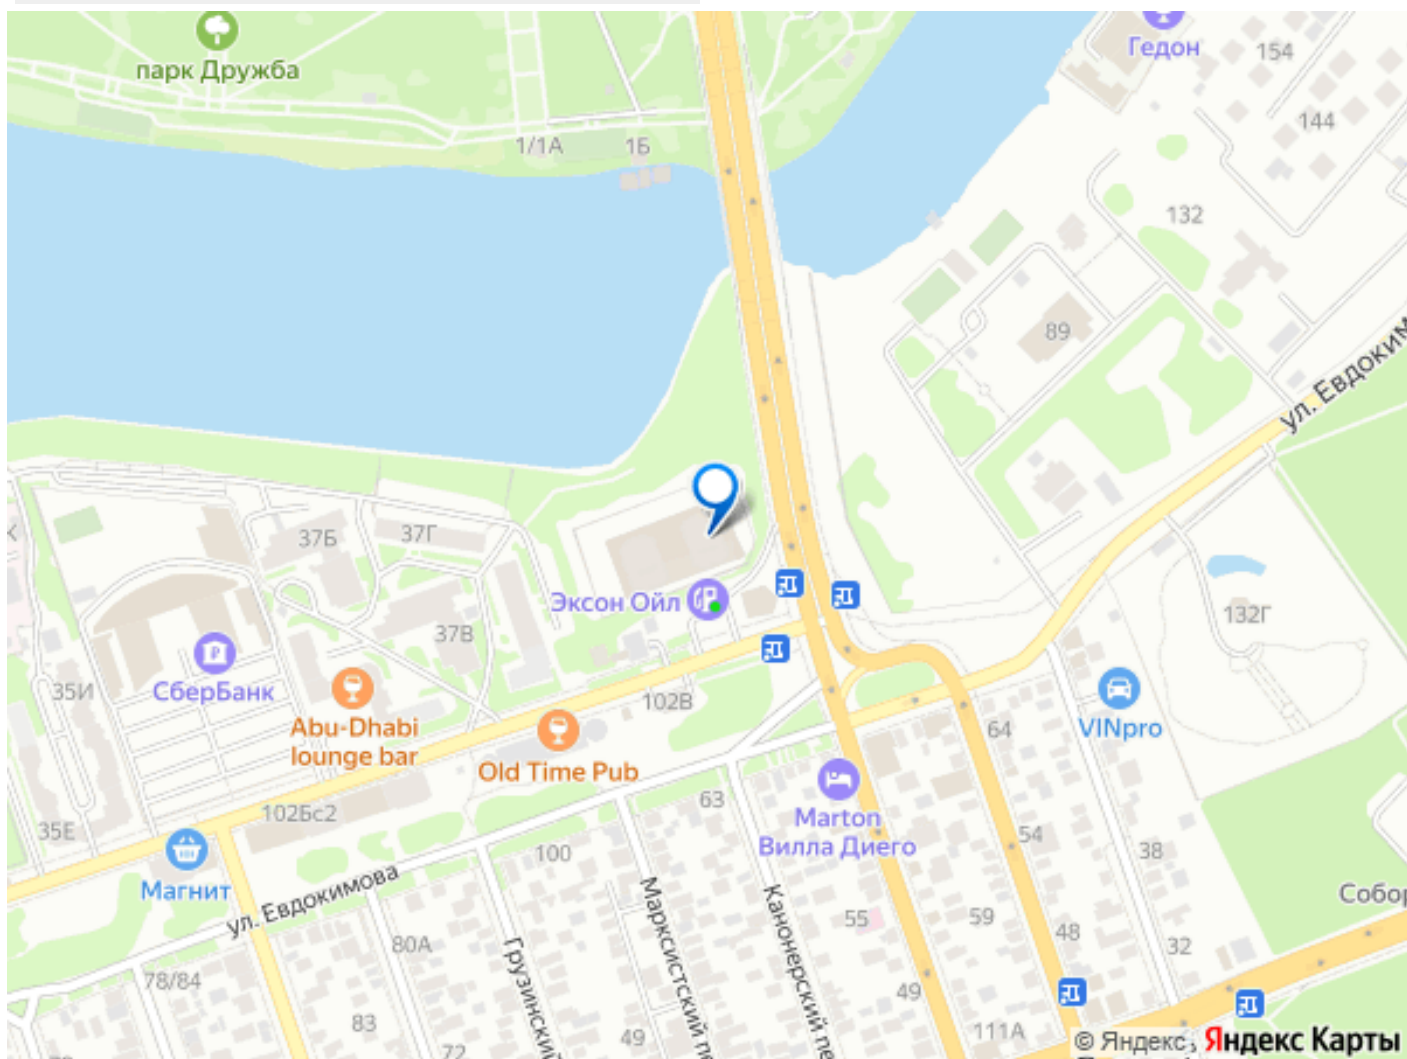 Гедон
154
парк Дружба
144
1/1А
1Б
132
89
ул. Евдоким
К
37Б
37Г
Эксон Ойл
132Г
37В
35И
СберБанк
102В
64
Abu-Dhabi
lounge bar
VINpro
Old Time Pub
63
102Бс2
Marton
Вилла Диего
35Е
54
100
38
Магнит
ул. Евдокимова
Марксистский пе
Канонерский пе
Грузинский
Собор
55
59
80А
48
32
78/84
49
83
49
111А
72
© Яндекс, Яндекс Карты